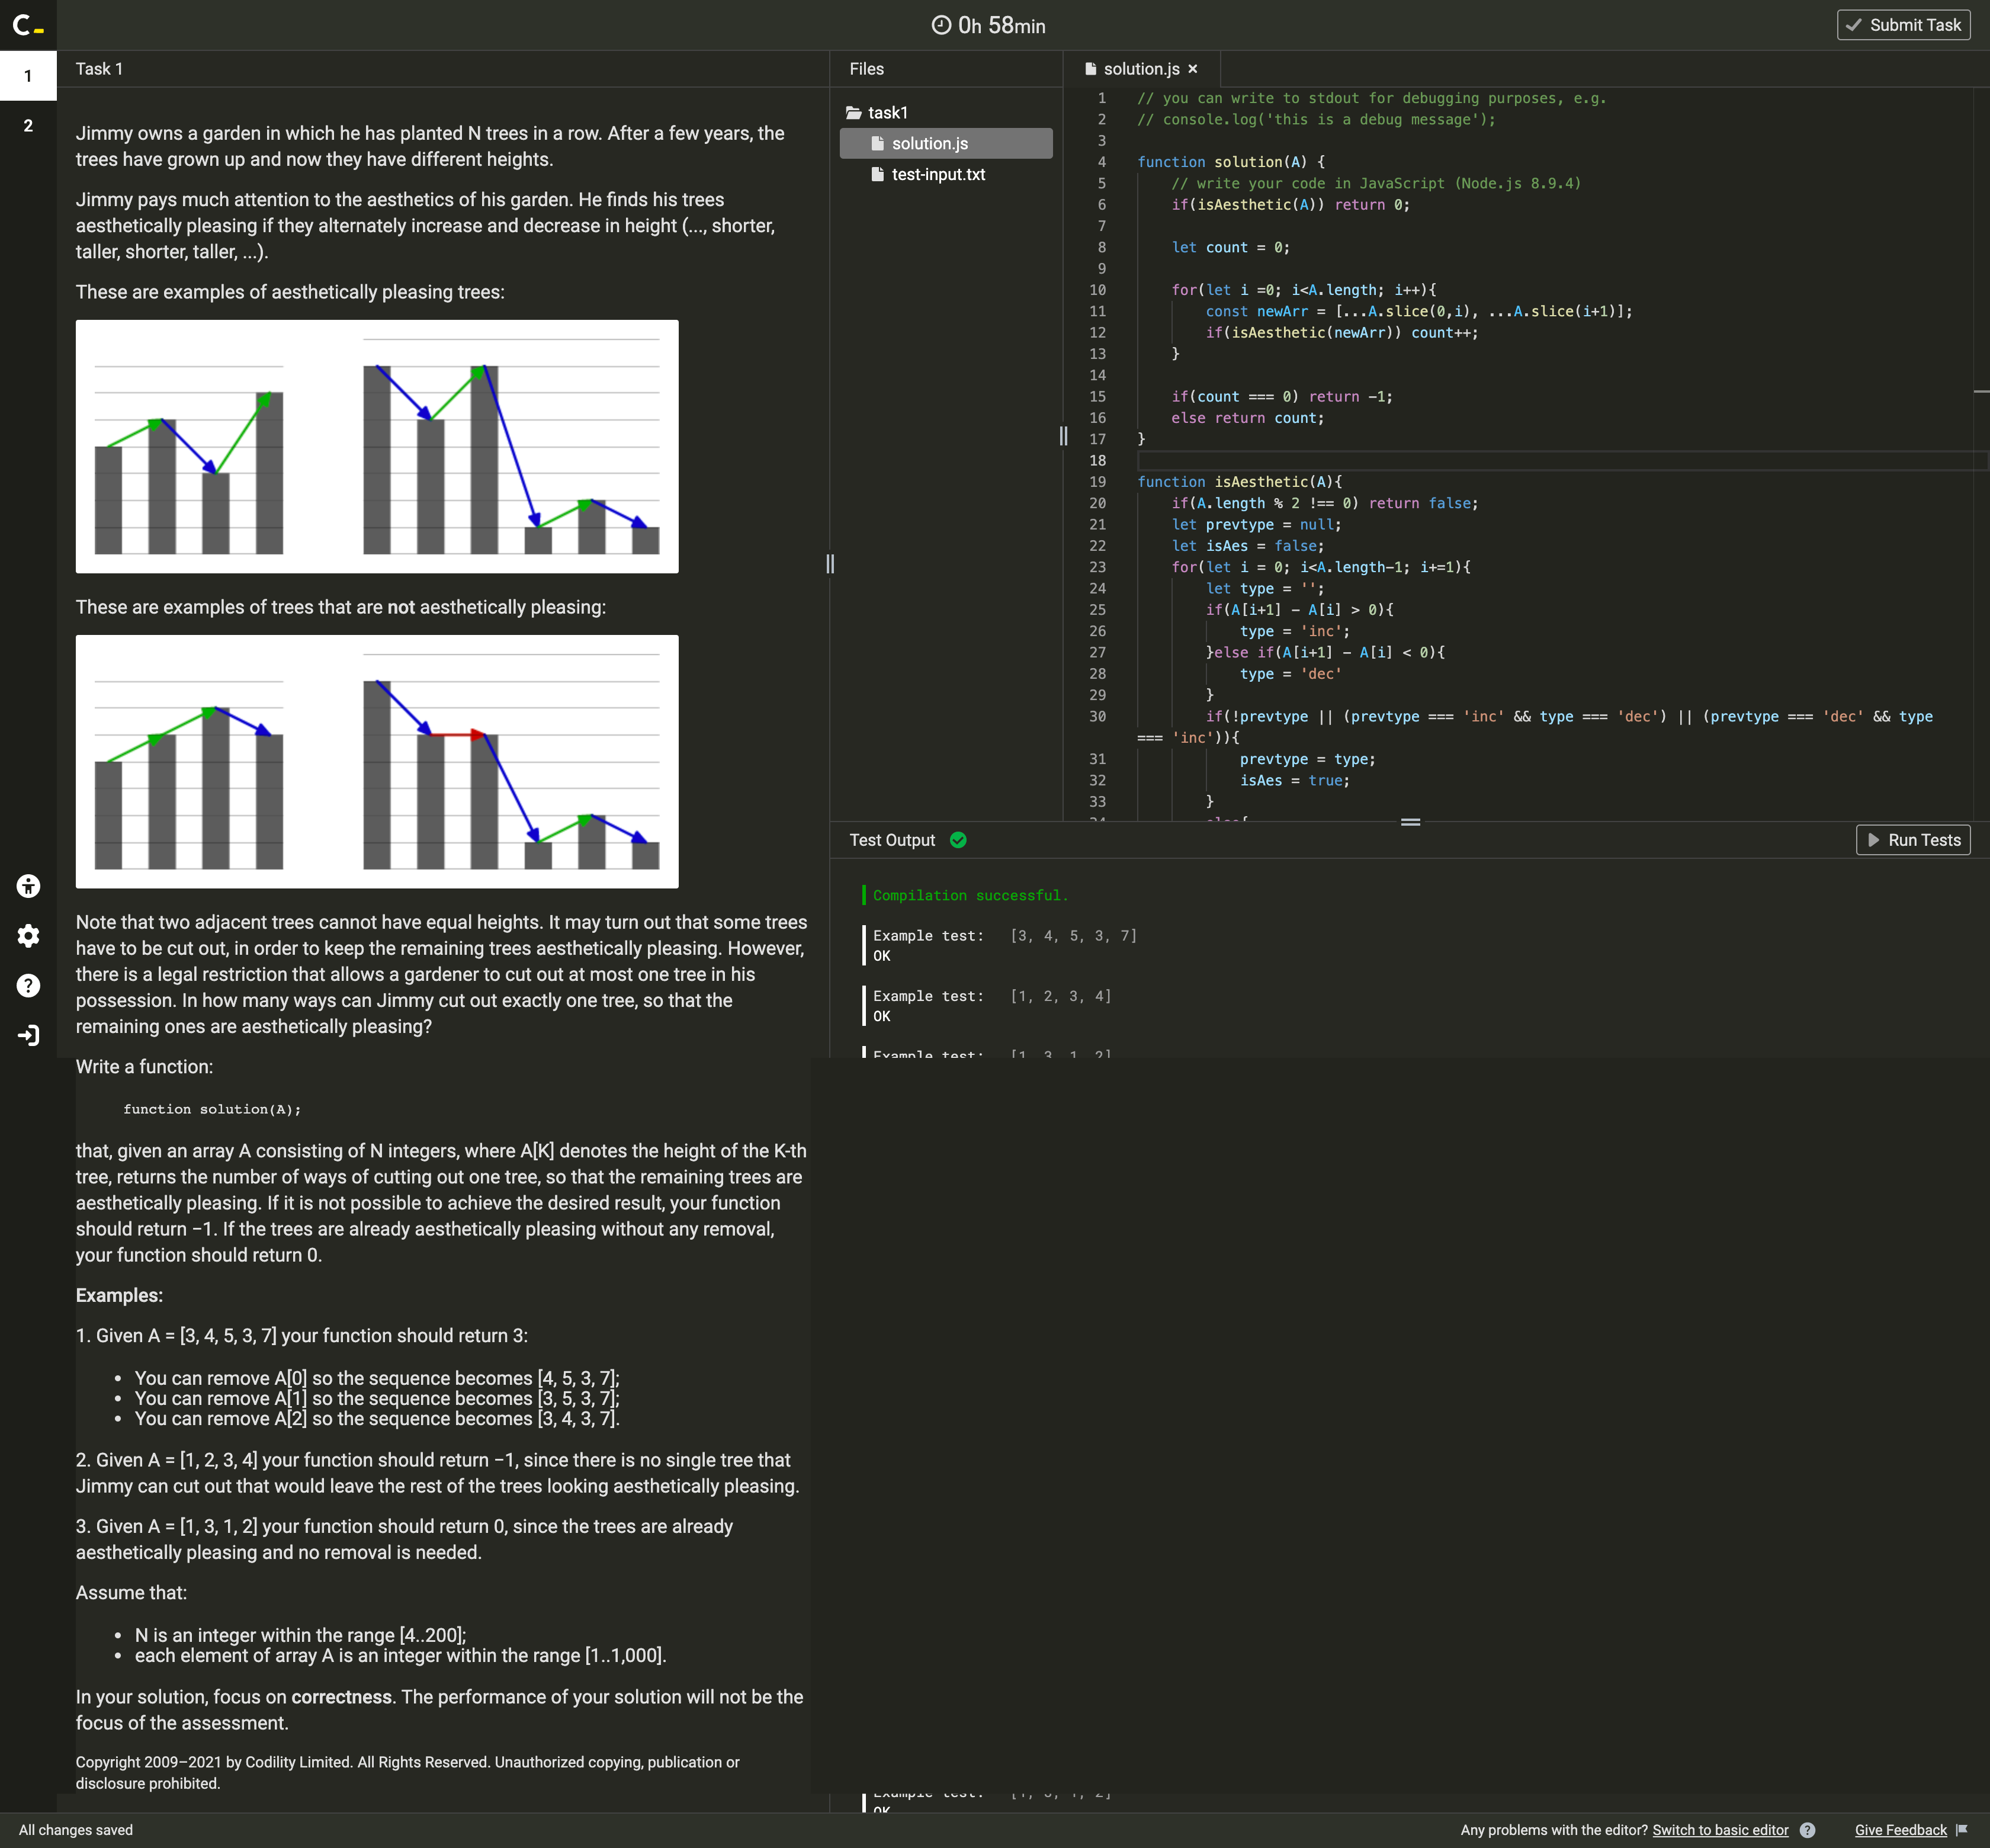 C_
0h 58min
Submit Task
1
2
Task 1
Jimmy owns a garden in which he has planted N trees in a row. After a few years, the
trees have grown up and now they have different heights.
Jimmy pays much attention to the aesthetics of his garden. He finds his trees
aesthetically pleasing if they alternately increase and decrease in height (..., shorter,
taller, shorter, taller, ...).
These are examples of aesthetically pleasing trees:
These are examples of trees that are not aesthetically pleasing:
Note that two adjacent trees cannot have equal heights. It may turn out that some trees
have to be cut out, in order to keep the remaining trees aesthetically pleasing. However,
there is a legal restriction that allows a gardener to cut out at most one tree in his
possession. In how many ways can Jimmy cut out exactly one tree, so that the
remaining ones are aesthetically pleasing?
Write a function:
function solution(A);
that, given an array A consisting of N integers, where A[K] denotes the height of the K-th
tree, returns the number of ways of cutting out one tree, so that the remaining trees are
aesthetically pleasing. If it is not possible to achieve the desired result, your function
should return −1. If the trees are already aesthetically pleasing without any removal,
your function should return 0.
Examples:
1. Given A = [3, 4, 5, 3, 7] your function should return 3:
• You can remove A[0] so the sequence becomes [4, 5, 3, 7];
• You can remove A[1] so the sequence becomes [3, 5, 3, 7];
• You can remove A[2] so the sequence becomes [3, 4, 3, 7].
2. Given A = [1, 2, 3, 4] your function should return −1, since there is no single tree that
Jimmy can cut out that would leave the rest of the trees looking aesthetically pleasing.
3. Given A = [1, 3, 1, 2] your function should return 0, since the trees are already
aesthetically pleasing and no removal is needed.
Assume that:
• N is an integer within the range [4..200];
• each element of array A is an integer within the range [1..1,000].
In your solution, focus on correctness. The performance of your solution will not be the
focus of the assessment.
Copyright 2009–2021 by Codility Limited. All Rights Reserved. Unauthorized copying, publication or
disclosure prohibited.
Files
task1
solution.js
test-input.txt
solution.js ×
1 // you can write to stdout for debugging purposes, e.g.
2 // console.log('this is a debug message');
3
4 function solution(A) {
5 // write your code in JavaScript (Node.js 8.9.4)
6 if(isAesthetic(A)) return 0;
7
8 let count = 0;
9
10 for(let i =0; i<A.length; i++){
11 const newArr = [...A.slice(0,i), ...A.slice(i+1)];
12 if(isAesthetic(newArr)) count++;
13 }
14
15 if(count === 0) return -1;
16 else return count;
17 }
18
19 function isAesthetic(A){
20 if(A.length % 2 !== 0) return false;
21 let prevtype = null;
22 let isAes = false;
23 for(let i = 0; i<A.length-1; i+=1){
24 let type = '';
25 if(A[i+1] - A[i] > 0){
26 type = 'inc';
27 }else if(A[i+1] - A[i] < 0){
28 type = 'dec'
29 }
30 if(!prevtype || (prevtype === 'inc' && type === 'dec') || (prevtype === 'dec' && type
=== 'inc')){
31 prevtype = type;
32 isAes = true;
33 }
34 else{
Test Output
Run Tests
Compilation successful.
Example test: [3, 4, 5, 3, 7]
OK
Example test: [1, 2, 3, 4]
OK
Example test: [1, 3, 1, 2]
Example test: [1, 3, 1, 2]
OK
All changes saved
Any problems with the editor? Switch to basic editor ?
Give Feedback